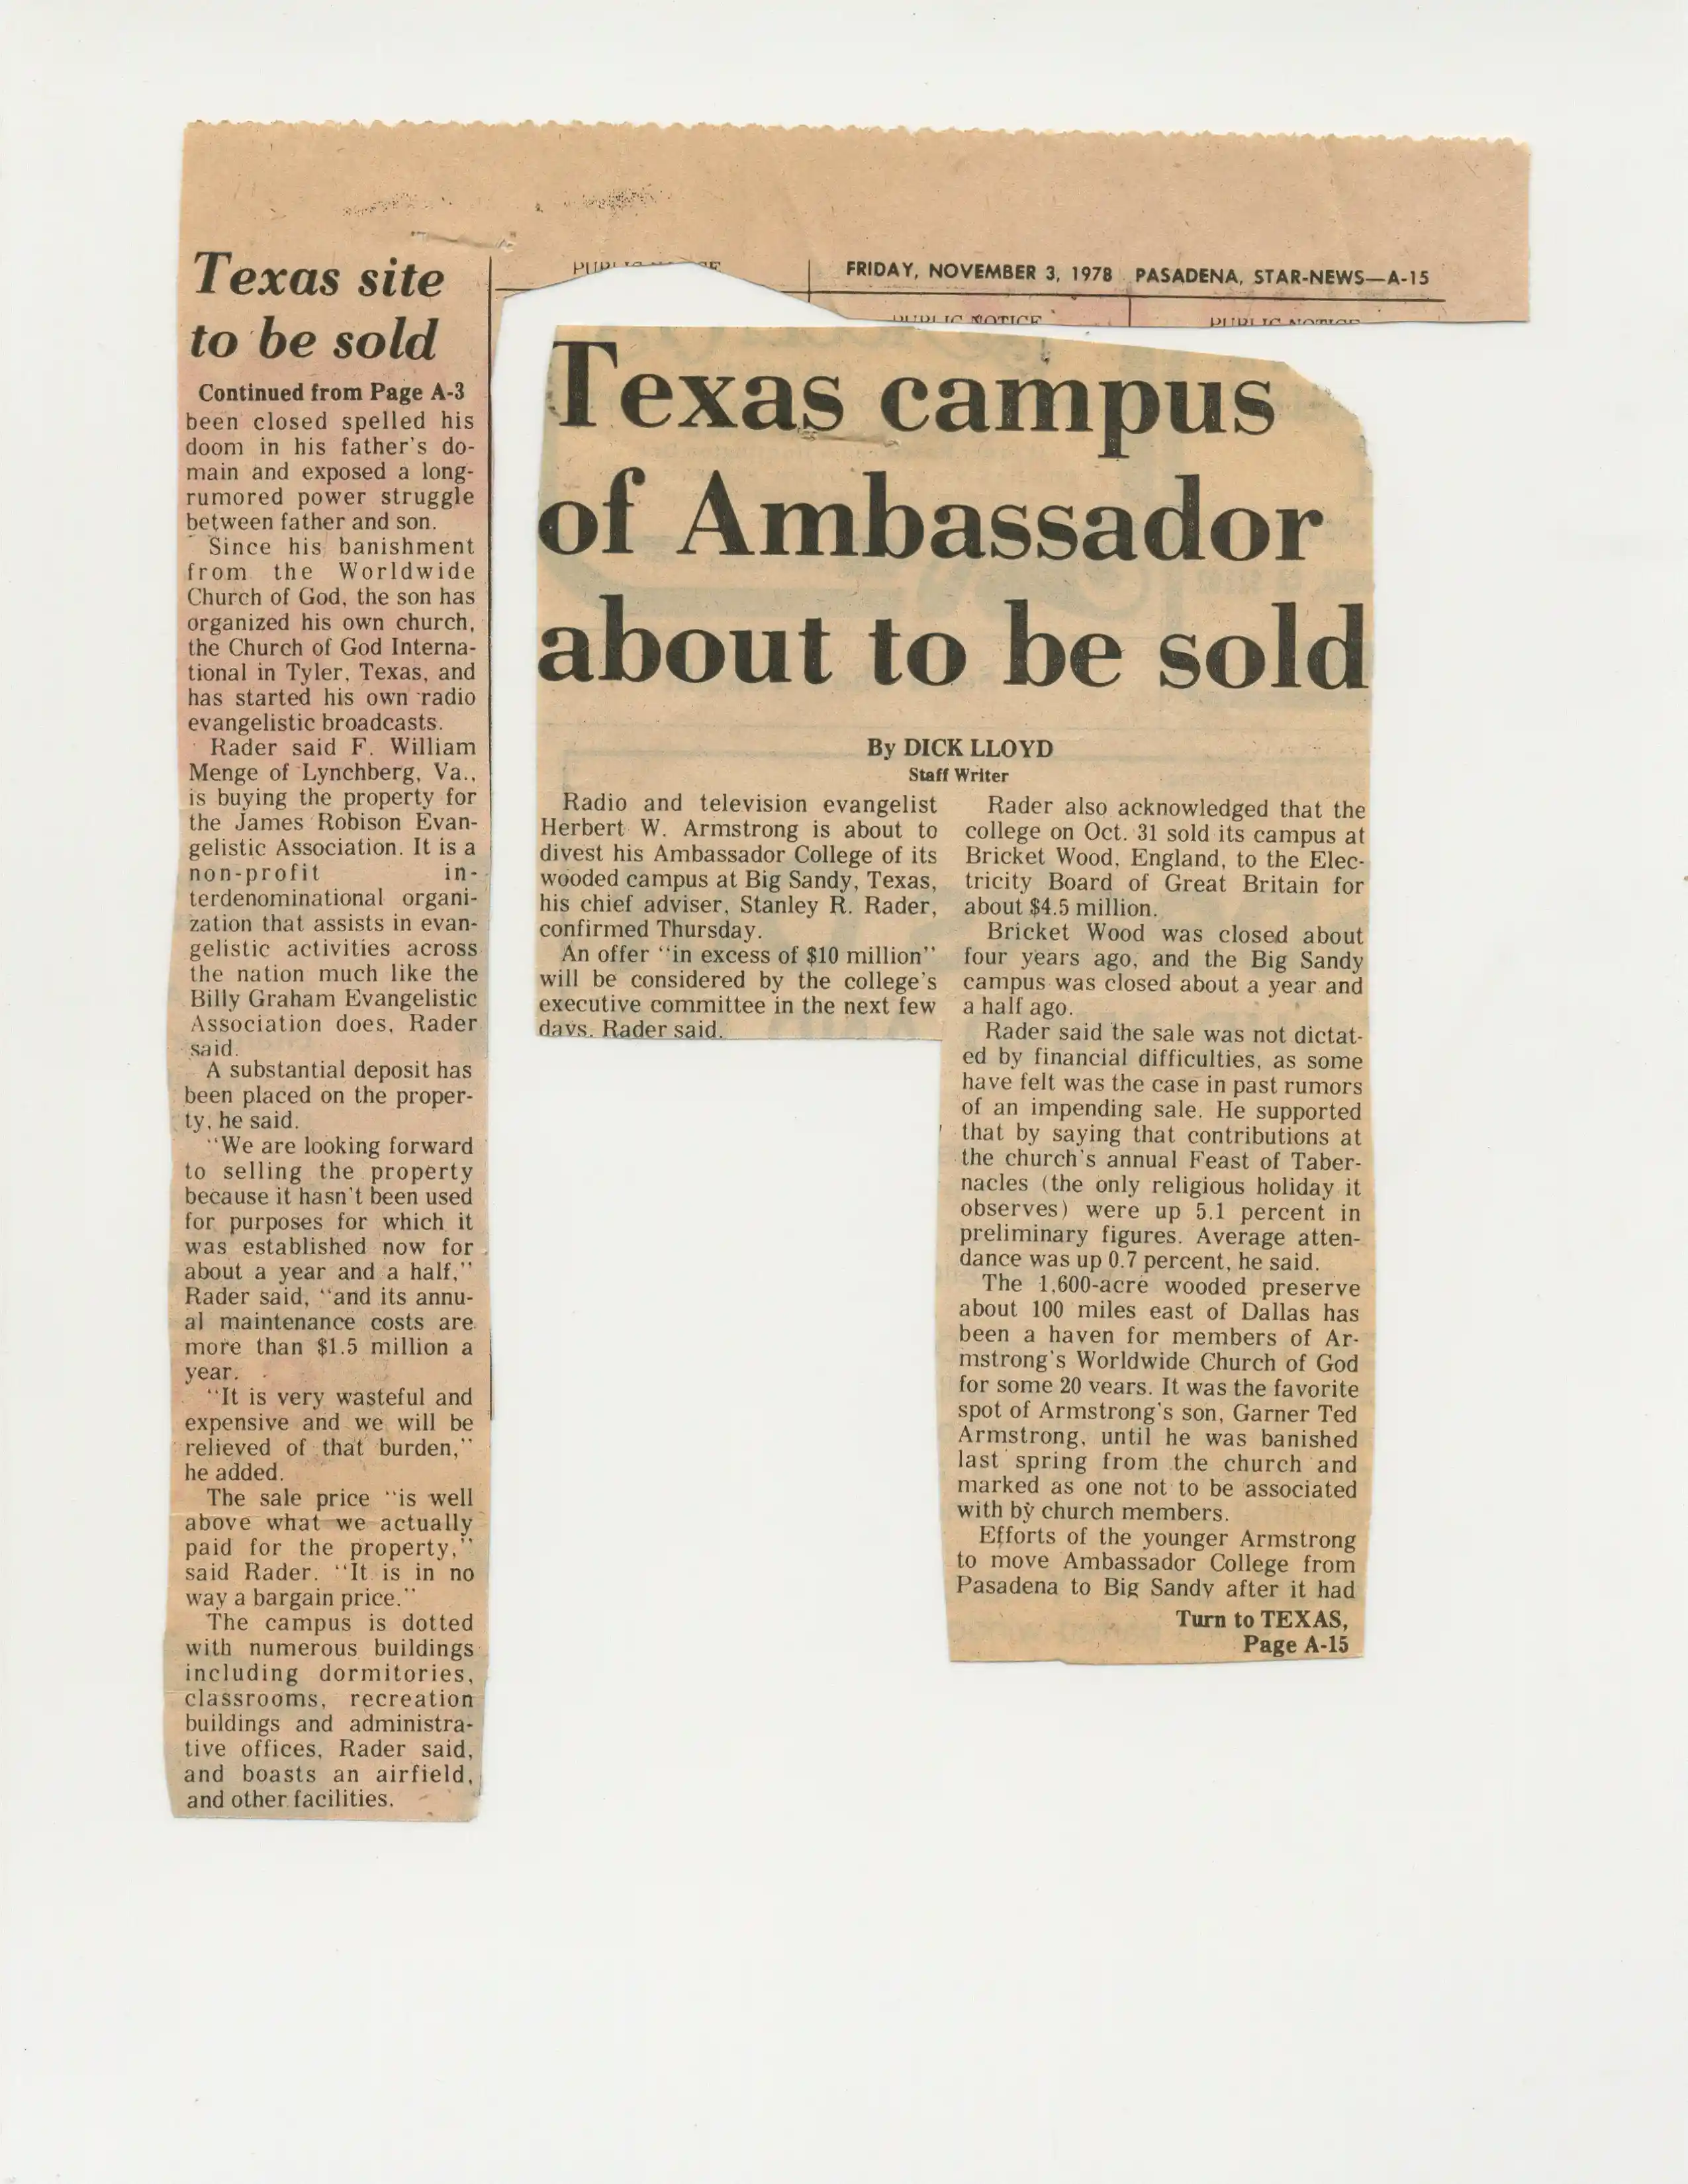 FRIDAY, NOVEMBER 3, 1978 PASADENA, STAR-NEWS—A-15
PUBLIC NOTICE
PUBLIC NOTICE
PUBLIC NOTICE
Texas campus
of Ambassador
about to be sold
By DICK LLOYD
Staff Writer
Radio and television evangelist
Herbert W. Armstrong is about to
divest his Ambassador College of its
wooded campus at Big Sandy, Texas,
his chief adviser, Stanley R. Rader,
confirmed Thursday.
An offer "in excess of $10 million"
will be considered by the college's
executive committee in the next few
days, Rader said.
Rader also acknowledged that the
college on Oct. 31 sold its campus at
Bricket Wood, England, to the Elec-
tricity Board of Great Britain for
about $4.5 million.
Bricket Wood was closed about
four years ago, and the Big Sandy
campus was closed about a year and
a half ago.
Rader said the sale was not dictat-
ed by financial difficulties, as some
have felt was the case in past rumors
of an impending sale. He supported
that by saying that contributions at
the church's annual Feast of Taber-
nacles (the only religious holiday it
observes) were up 5.1 percent in
preliminary figures. Average atten-
dance was up 0.7 percent, he said.
The 1,600-acre wooded preserve
about 100 miles east of Dallas has
been a haven for members of Ar-
mstrong's Worldwide Church of God
for some 20 years. It was the favorite
spot of Armstrong's son, Garner Ted
Armstrong, until he was banished
last spring from the church and
marked as one not to be associated
with by church members.
Efforts of the younger Armstrong
to move Ambassador College from
Pasadena to Big Sandy after it had
Turn to TEXAS,
Page A-15
Texas site
to be sold
Continued from Page A-3
been closed spelled his
doom in his father's do-
main and exposed a long-
rumored power struggle
between father and son.
Since his banishment
from the Worldwide
Church of God, the son has
organized his own church,
the Church of God Interna-
tional in Tyler, Texas, and
has started his own radio
evangelistic broadcasts.
Rader said F. William
Menge of Lynchberg, Va.,
is buying the property for
the James Robison Evan-
gelistic Association. It is a
non-profit in-
terdenominational organi-
zation that assists in evan-
gelistic activities across
the nation much like the
Billy Graham Evangelistic
Association does, Rader
said.
A substantial deposit has
been placed on the proper-
ty, he said.
"We are looking forward
to selling the property
because it hasn't been used
for purposes for which it
was established now for
about a year and a half,"
Rader said, "and its annu-
al maintenance costs are
more than $1.5 million a
year.
"It is very wasteful and
expensive and we will be
relieved of that burden,"
he added.
The sale price "is well
above what we actually
paid for the property,"
said Rader. "It is in no
way a bargain price."
The campus is dotted
with numerous buildings
including dormitories,
classrooms, recreation
buildings and administra-
tive offices, Rader said,
and boasts an airfield,
and other facilities.